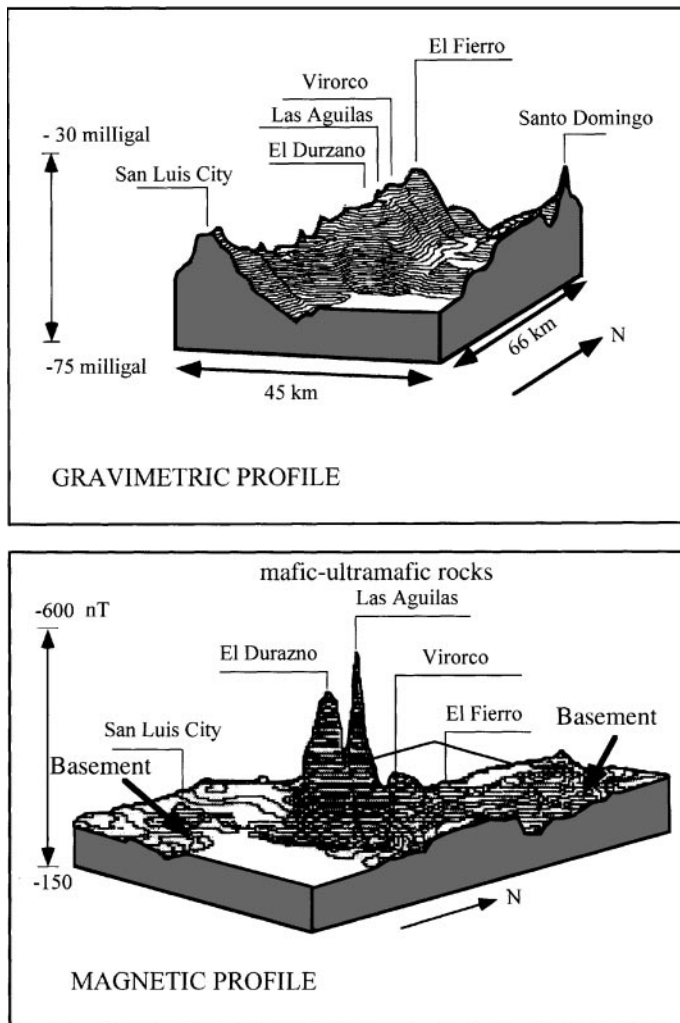 El Fierro
Virorco
Las Aguilas
Santo Domingo
- 30 milligal
El Durzano
San Luis City
-75 milligal
66 km
N
45 km
GRAVIMETRIC PROFILE
mafic-ultramafic rocks
-600 nT
Las Aguilas
El Durazno
Virorco
El Fierro
Basement
San Luis City
Basement
-150
N
MAGNETIC PROFILE